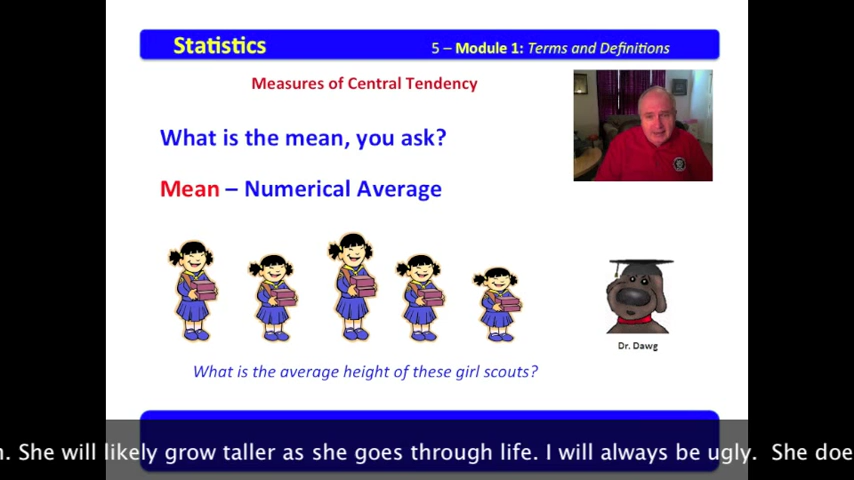 Statistics
5 – Module 1: Terms and Definitions
Measures of Central Tendency
What is the mean, you ask?
Mean – Numerical Average
Dr. Dawg
What is the average height of these girl scouts?
. She will likely grow taller as she goes through life. I will always be ugly.  She